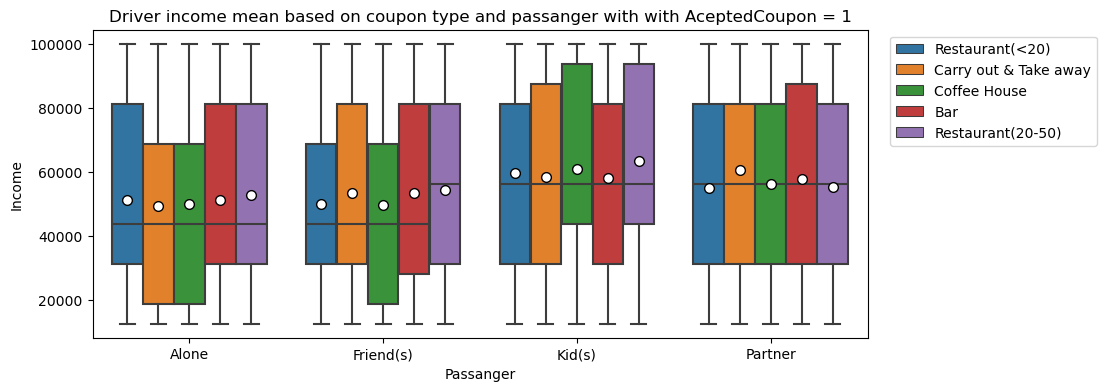 Driver income mean based on coupon type and passanger with with AceptedCoupon = 1
Income
100000
80000
60000
40000
20000
Alone
Friend(s)
Kid(s)
Partner
Passanger
Restaurant(<20)
Carry out & Take away
Coffee House
Bar
Restaurant(20-50)